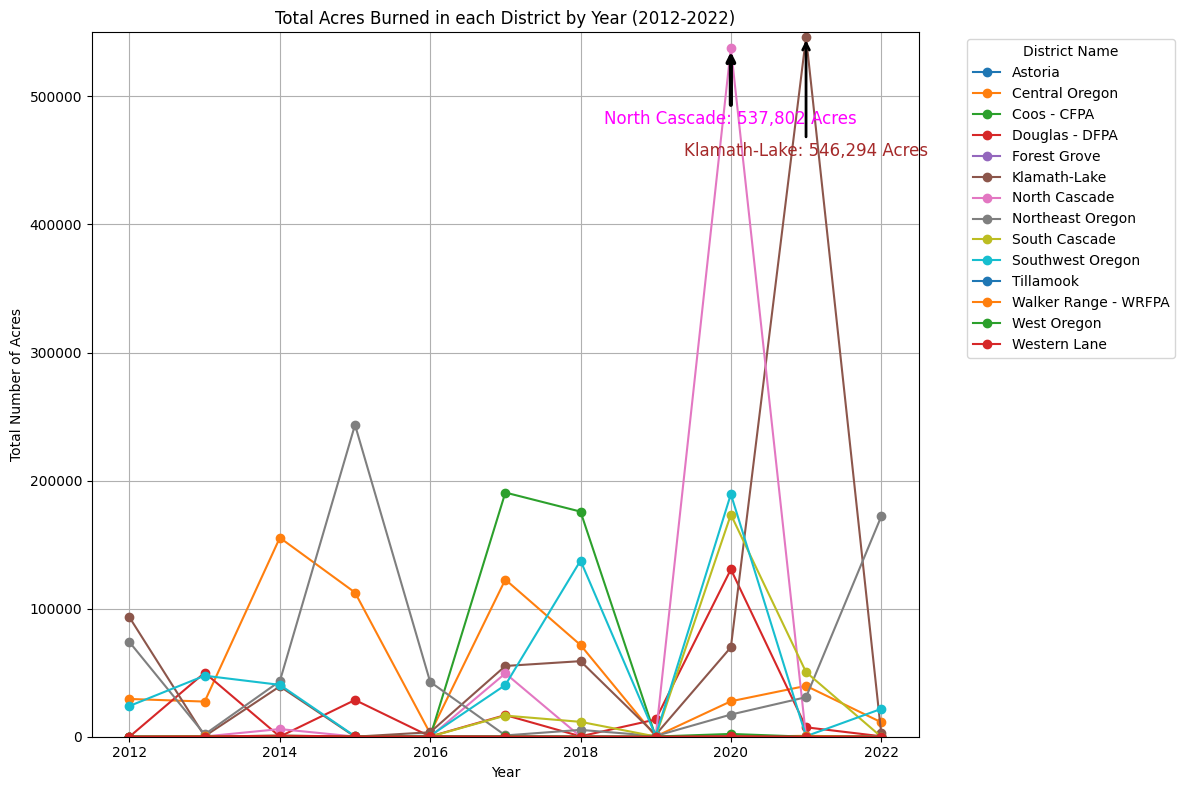 Total Acres Burned in each District by Year (2012-2022)
500000
400000
300000
200000
100000
0
Total Number of Acres
North Cascade: 537,802 Acres
Klamath-Lake: 546,294 Acres
2012
2014
2016
2018
2020
2022
Year
District Name
Astoria
Central Oregon
Coos - CFPA
Douglas - DFPA
Forest Grove
Klamath-Lake
North Cascade
Northeast Oregon
South Cascade
Southwest Oregon
Tillamook
Walker Range - WRFPA
West Oregon
Western Lane